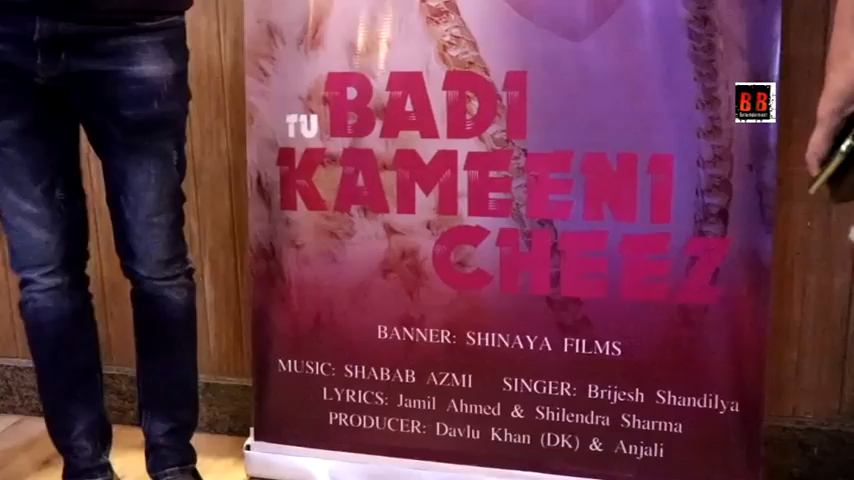 TU BADI
KAMEENI
CHEEZ
BB
BANNER: SHINAYA FILMS
MUSIC: SHABAB AZMI SINGER: Brijesh Shandilya
LYRICS: Jamil Ahmed & Shilendra Sharma
PRODUCER: Davlu Khan (DK) & Anjali